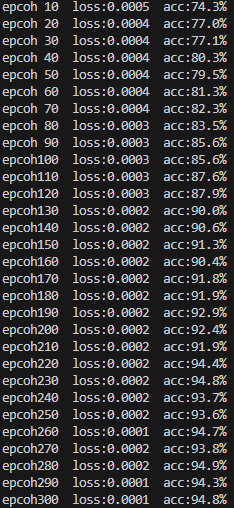 epcoh 10  loss:0.0005  acc:74.3%
epcoh 20  loss:0.0004  acc:77.0%
epcoh 30  loss:0.0004  acc:77.1%
epcoh 40  loss:0.0004  acc:80.3%
epcoh 50  loss:0.0004  acc:79.5%
epcoh 60  loss:0.0004  acc:81.3%
epcoh 70  loss:0.0004  acc:82.3%
epcoh 80  loss:0.0003  acc:83.5%
epcoh 90  loss:0.0003  acc:85.6%
epcoh100  loss:0.0003  acc:85.6%
epcoh110  loss:0.0003  acc:87.6%
epcoh120  loss:0.0003  acc:87.9%
epcoh130  loss:0.0002  acc:90.0%
epcoh140  loss:0.0002  acc:90.6%
epcoh150  loss:0.0002  acc:91.3%
epcoh160  loss:0.0002  acc:90.4%
epcoh170  loss:0.0002  acc:91.8%
epcoh180  loss:0.0002  acc:91.9%
epcoh190  loss:0.0002  acc:92.9%
epcoh200  loss:0.0002  acc:92.4%
epcoh210  loss:0.0002  acc:91.9%
epcoh220  loss:0.0002  acc:94.4%
epcoh230  loss:0.0002  acc:94.8%
epcoh240  loss:0.0002  acc:93.7%
epcoh250  loss:0.0002  acc:93.6%
epcoh260  loss:0.0001  acc:94.7%
epcoh270  loss:0.0002  acc:93.8%
epcoh280  loss:0.0002  acc:94.9%
epcoh290  loss:0.0001  acc:94.3%
epcoh300  loss:0.0001  acc:94.8%